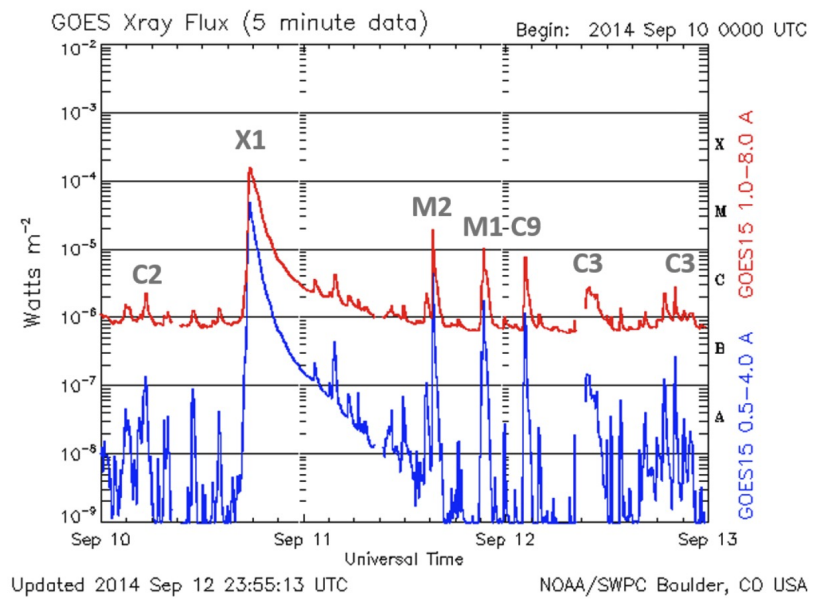 GOES Xray Flux (5 minute data)
Begin: 2014 Sep 10 0000 UTC
10⁻²
10⁻³
10⁻⁴
10⁻⁵
10⁻⁶
10⁻⁷
10⁻⁸
10⁻⁹
Watts m⁻²
X1
C2
M2
M1 C9
C3
C3
X
M
C
B
A
GOES15 1.0-8.0 A
GOES15 0.5-4.0 A
Sep 10
Sep 11
Sep 12
Sep 13
Universal Time
Updated 2014 Sep 12 23:55:13 UTC
NOAA/SWPC Boulder, CO USA